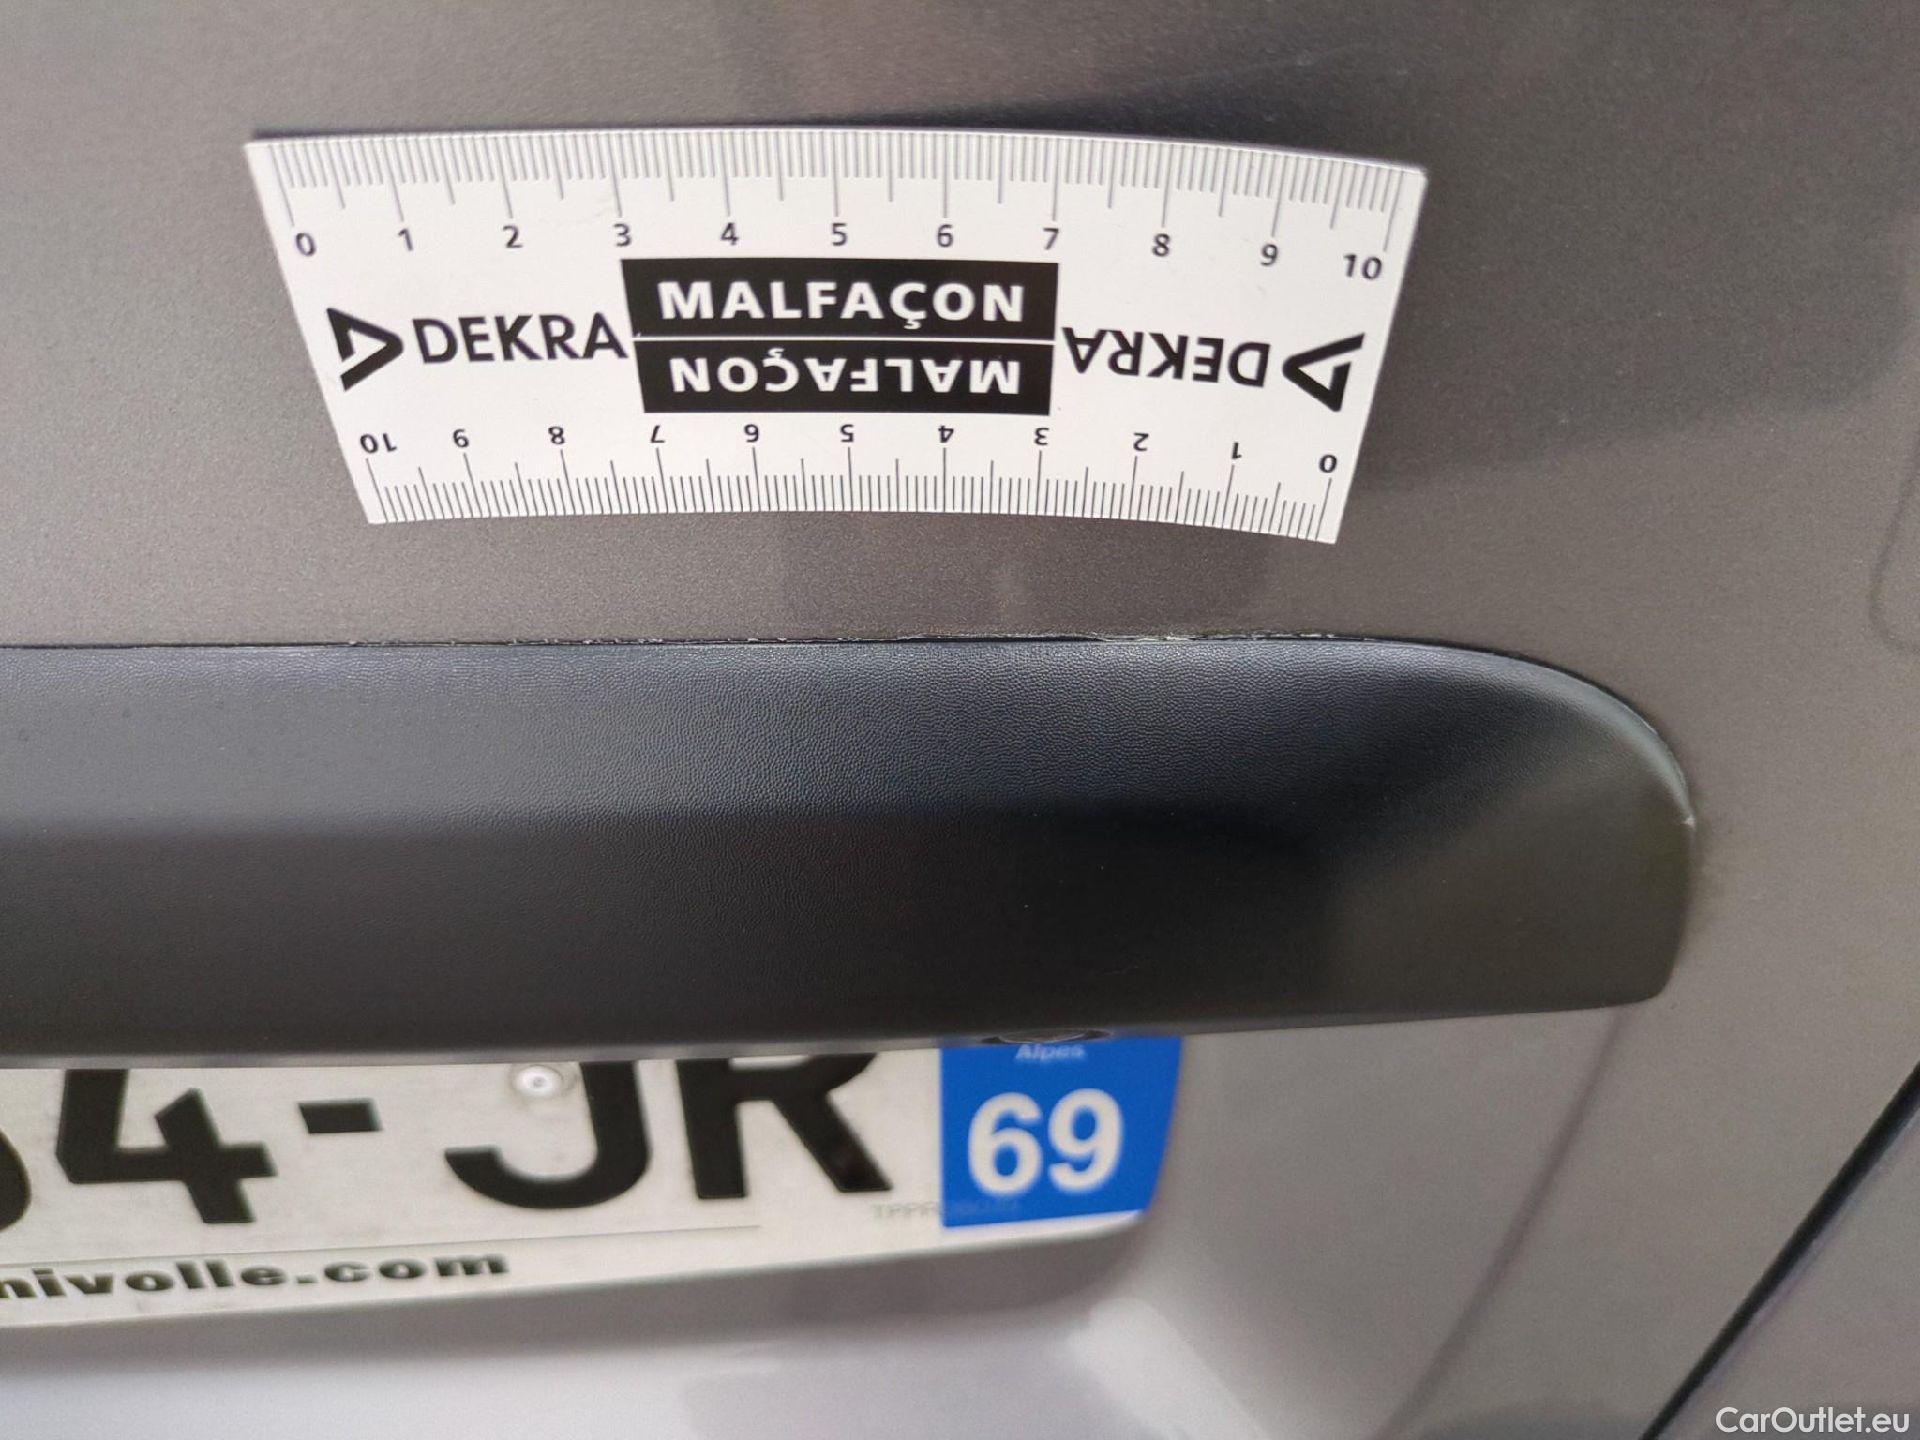 0 1 2 3 4 5 6 7 8 9 10
DEKRA MALFAÇON
MALFAÇON DEKRA
10 9 8 7 6 5 4 3 2 1 0
Alpes
4-JR 69
nivolle.com
CarOutlet.eu